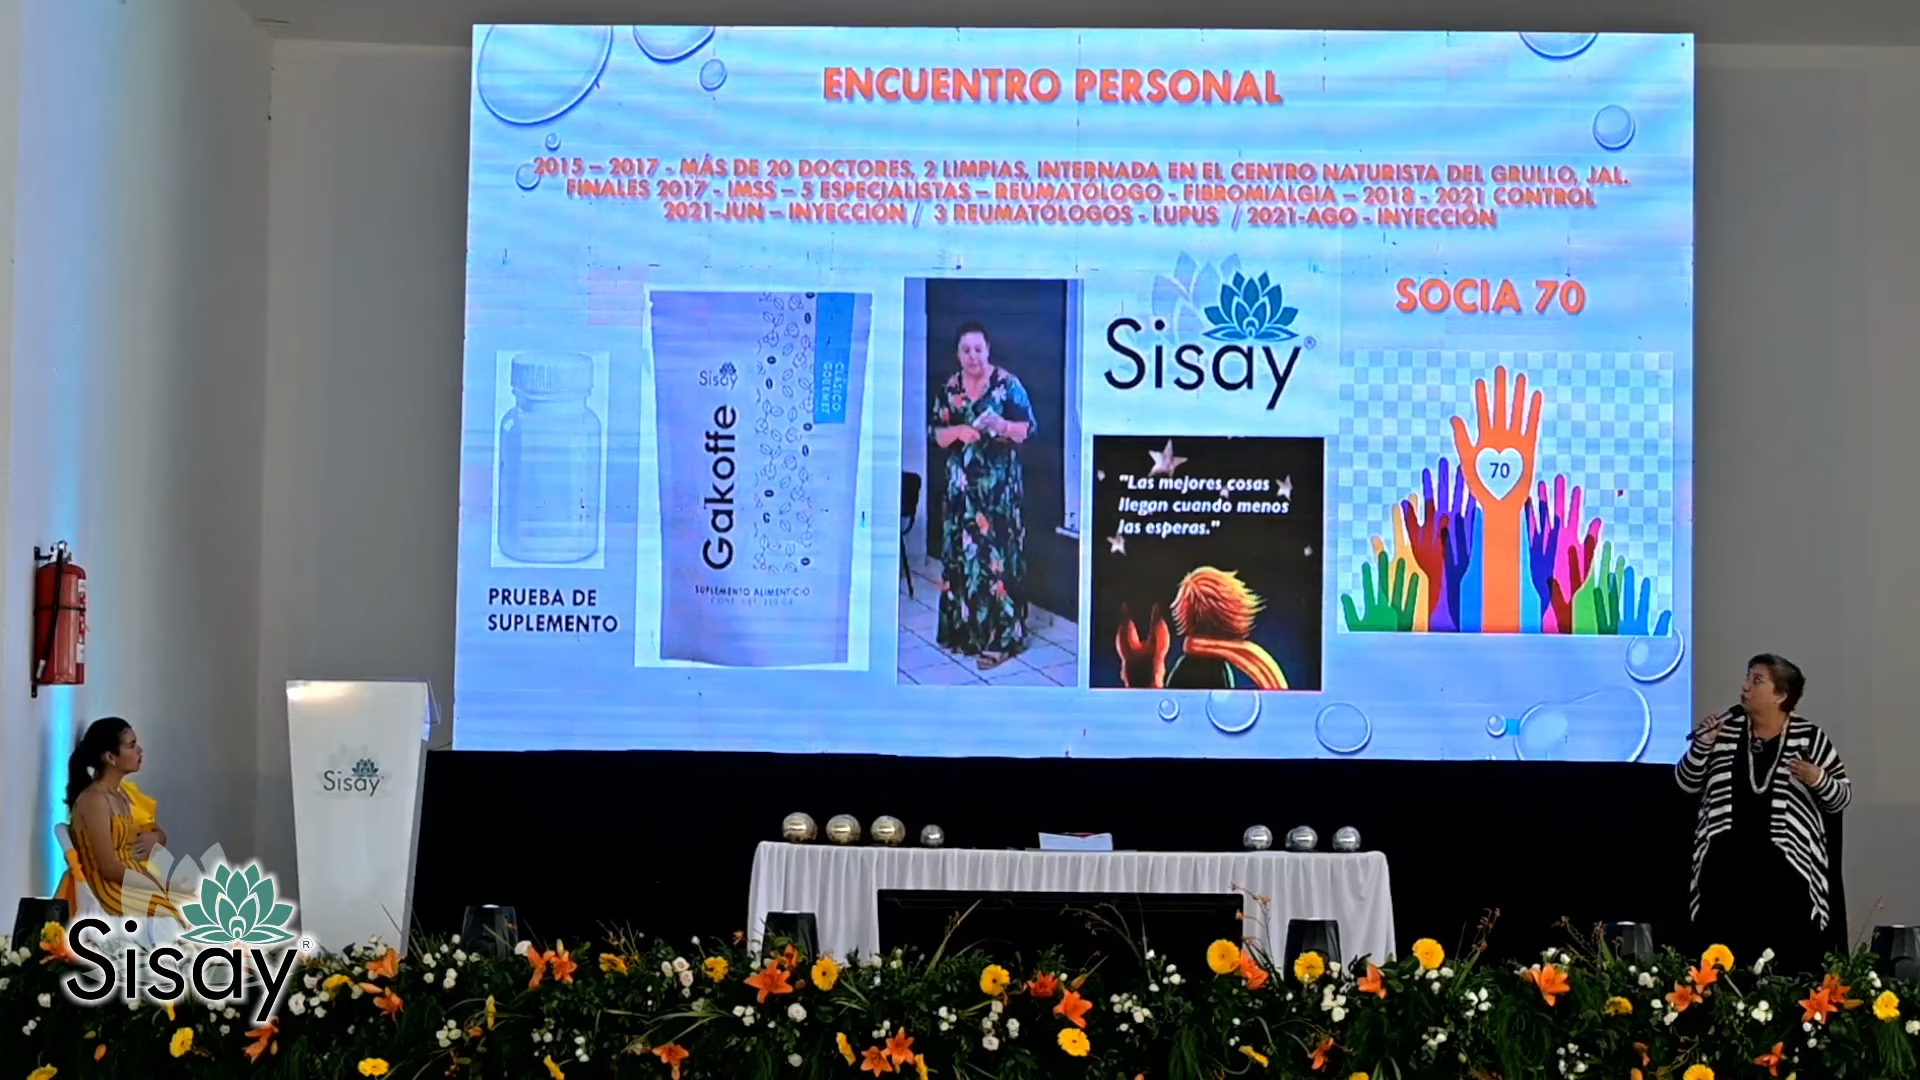 ENCUENTRO PERSONAL
2015 – 2017 - MÁS DE 20 DOCTORES, 2 LIMPIAS, INTERNADA EN EL CENTRO NATURISTA DEL GRULLO, JAL.
FINALES 2017 - IMSS – 5 ESPECIALISTAS – REUMATÓLOGO - FIBROMIALGIA – 2018 - 2021 CONTROL
2021-JUN – INYECCIÓN / 3 REUMATÓLOGOS - LUPUS / 2021-AGO - INYECCIÓN
PRUEBA DE
SUPLEMENTO
Sisay
Gakoffe
CLÁSICO
GOURMET
SUPLEMENTO ALIMENTICIO
Sisay®
"Las mejores cosas
llegan cuando menos
las esperas."
SOCIA 70
70
Sisay
Sisay®